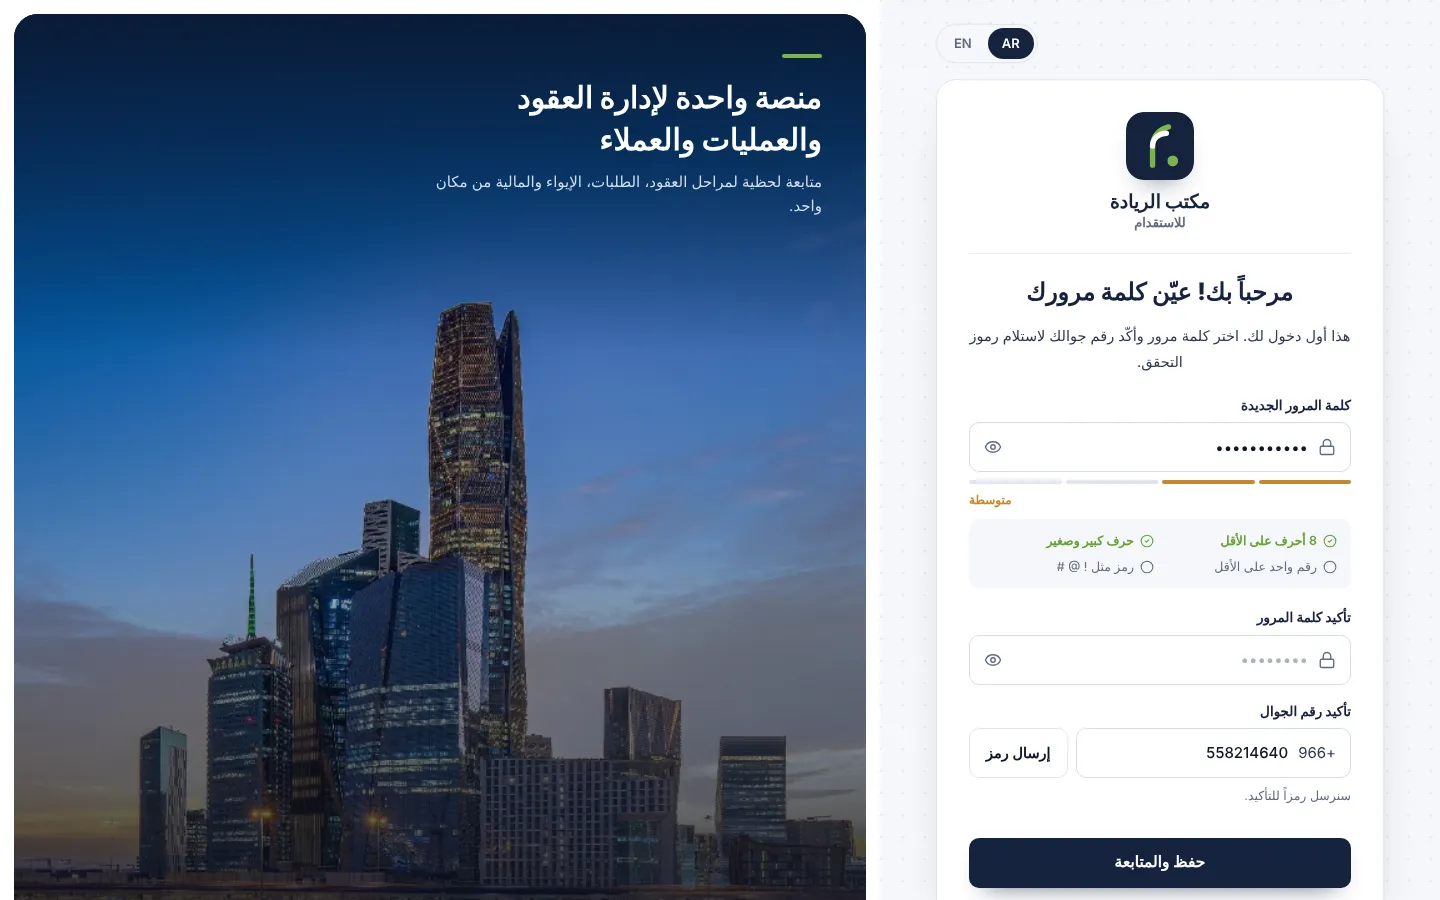 AR
EN
مكتب الريادة
للاستقدام
مرحباً بك! عيّن كلمة مرورك
هذا أول دخول لك. اختر كلمة مرور وأكّد رقم جوالك لاستلام رموز
التحقق.
كلمة المرور الجديدة
•••••••••••
متوسطة
8 أحرف على الأقل
حرف كبير وصغير
رقم واحد على الأقل
رمز مثل ! @ #
تأكيد كلمة المرور
••••••••
تأكيد رقم الجوال
+966 558214640
إرسال رمز
سنرسل رمزاً للتأكيد.
حفظ والمتابعة
منصة واحدة لإدارة العقود
والعمليات والعملاء
متابعة لحظية لمراحل العقود، الطلبات، الإيواء والمالية من مكان
واحد.